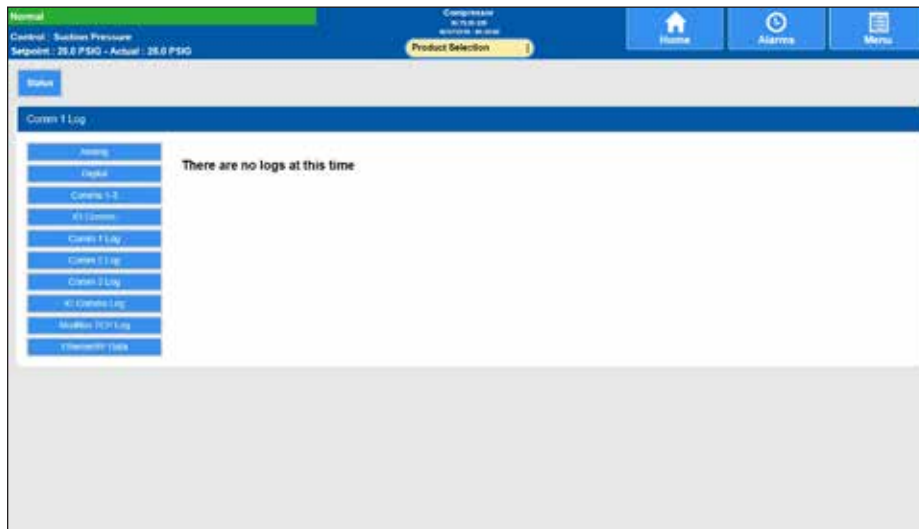 Normal
Compressor
Control : Suction Pressure
Setpoint : 25.0 PSIG - Actual : 25.0 PSIG
Product Selection
Home
Alarms
Menu
Status
Comm 1 Log
Analog
There are no logs at this time
Digital
Comms 1-3
IO Comms
Comm 1 Log
Comm 2 Log
Comm 3 Log
IO Comms Log
Modbus TCP Log
Ethernet/IP Data